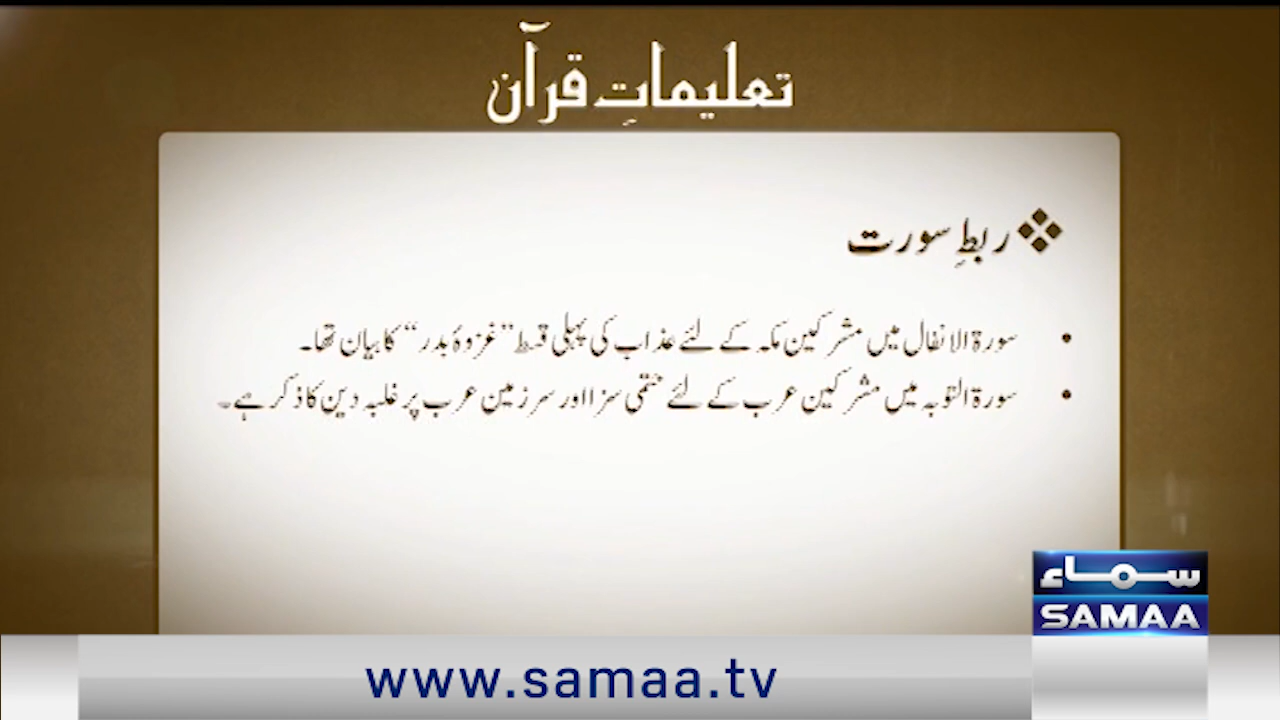 تعلیماتِ قرآن
ربطِ سورت
سورۃ الانفال میں مشرکین مکہ کے لئے عذاب کی پہلی قسط "غزوۂ بدر" کا بیان تھا۔
سورۃ التوبہ میں مشرکین عرب کے لئے حتمی سزا اور سرزمین عرب پر غلبہ دین کا ذکر ہے۔
سماء
SAMAA
www.samaa.tv